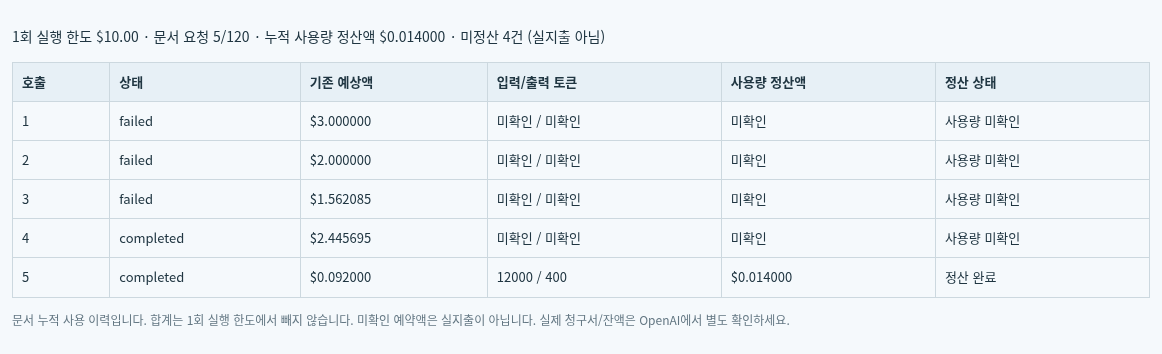 1회 실행 한도 $10.00 · 문서 요청 5/120 · 누적 사용량 정산액 $0.014000 · 미정산 4건 (실지출 아님)
호출 상태 기존 예상액 입력/출력 토큰 사용량 정산액 정산 상태
1 failed $3.000000 미확인 / 미확인 미확인 사용량 미확인
2 failed $2.000000 미확인 / 미확인 미확인 사용량 미확인
3 failed $1.562085 미확인 / 미확인 미확인 사용량 미확인
4 completed $2.445695 미확인 / 미확인 미확인 사용량 미확인
5 completed $0.092000 12000 / 400 $0.014000 정산 완료
문서 누적 사용 이력입니다. 합계는 1회 실행 한도에서 빼지 않습니다. 미확인 예약액은 실지출이 아닙니다. 실제 청구서/잔액은 OpenAI에서 별도 확인하세요.